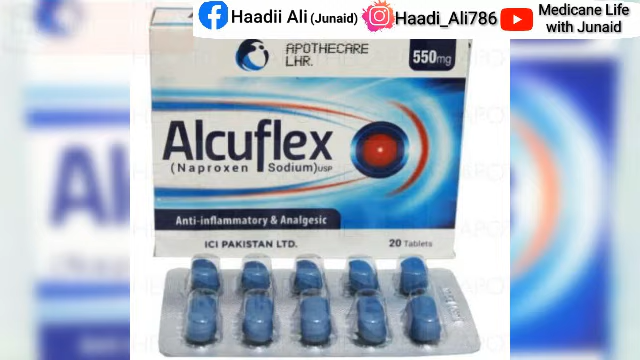 Haadii Ali (Junaid)
Haadi_Ali786
Medicane Life
with Junaid
APOTHECARE
LHR.
550mg
Alcuflex
(Naproxen Sodium)USP
Anti-inflammatory & Analgesic
ICI PAKISTAN LTD.
20 Tablets